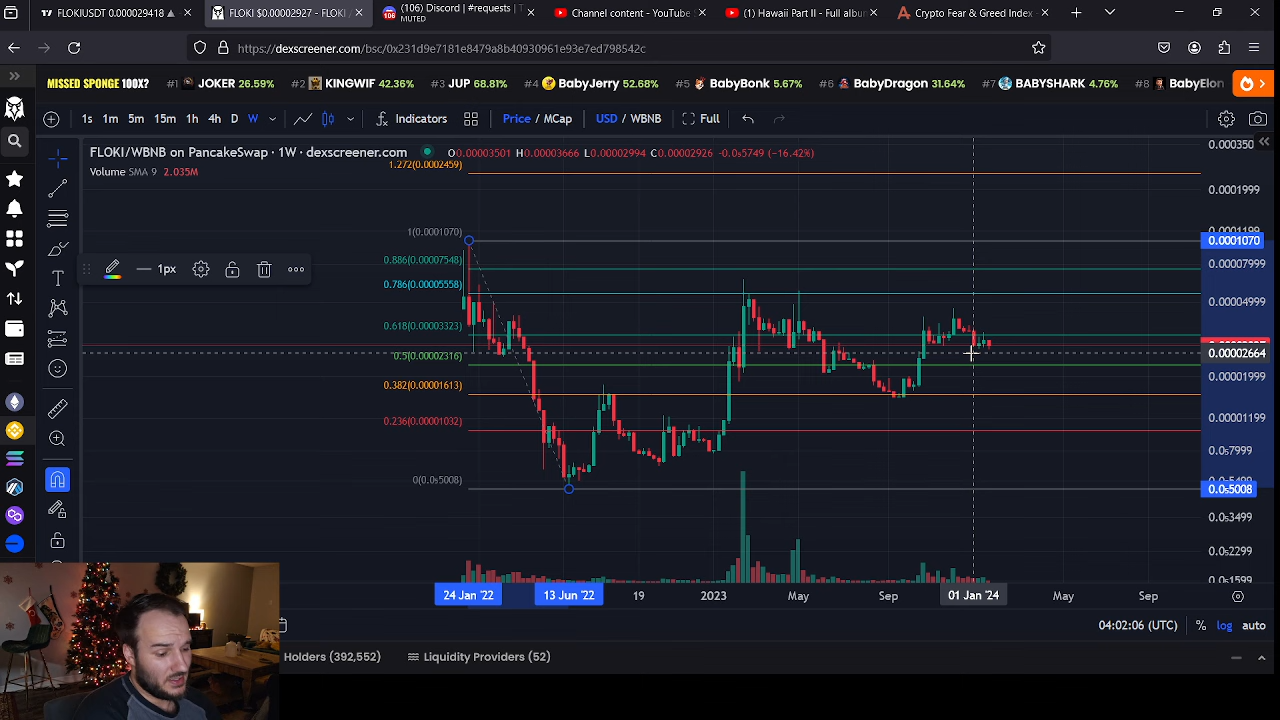 FLOKIUSDT 0.00002918 ▲
FLOKI $0.00002927 - FLOKI /
(106) Discord | #requests | T
MUTED
Channel content - YouTube S
(1) Hawaii Part II - Full album
Crypto Fear & Greed Index -
https://dexscreener.com/bsc/0x231d9e7181e8479a8b40930961e93e7ed798542c
MISSED SPONGE 100X?
#1 JOKER 26.59%
#2 KINGWIF 42.36%
#3 JUP 68.81%
#4 BabyJerry 52.68%
#5 BabyBonk 5.67%
#6 BabyDragon 31.64%
#7 BABYSHARK 4.76%
#8 BabyElon
1s 1m 5m 15m 1h 4h D W
Indicators
Price / MCap
USD / WBNB
Full
FLOKI/WBNB on PancakeSwap · 1W · dexscreener.com
O0.00003501 H0.00003666 L0.00002994 C0.00002926 -0.0₅5749 (−16.42%)
Volume SMA 9 2.035M
1.272(0.0002459)
1(0.0001070)
0.886(0.00007548)
0.786(0.00005558)
0.618(0.00003323)
0.5(0.00002316)
0.382(0.00001613)
0.236(0.00001032)
0(0.0₅5008)
1px
0.000350
0.0001999
0.0001070
0.00007999
0.00004999
0.00002664
0.00001999
0.00001199
0.0₅7999
0.0₅5008
0.0₅3499
0.0₅2299
0.0₅1599
24 Jan '22
13 Jun '22
19
2023
May
Sep
01 Jan '24
May
Sep
04:02:06 (UTC)
%
log
auto
Holders (392,552)
Liquidity Providers (52)